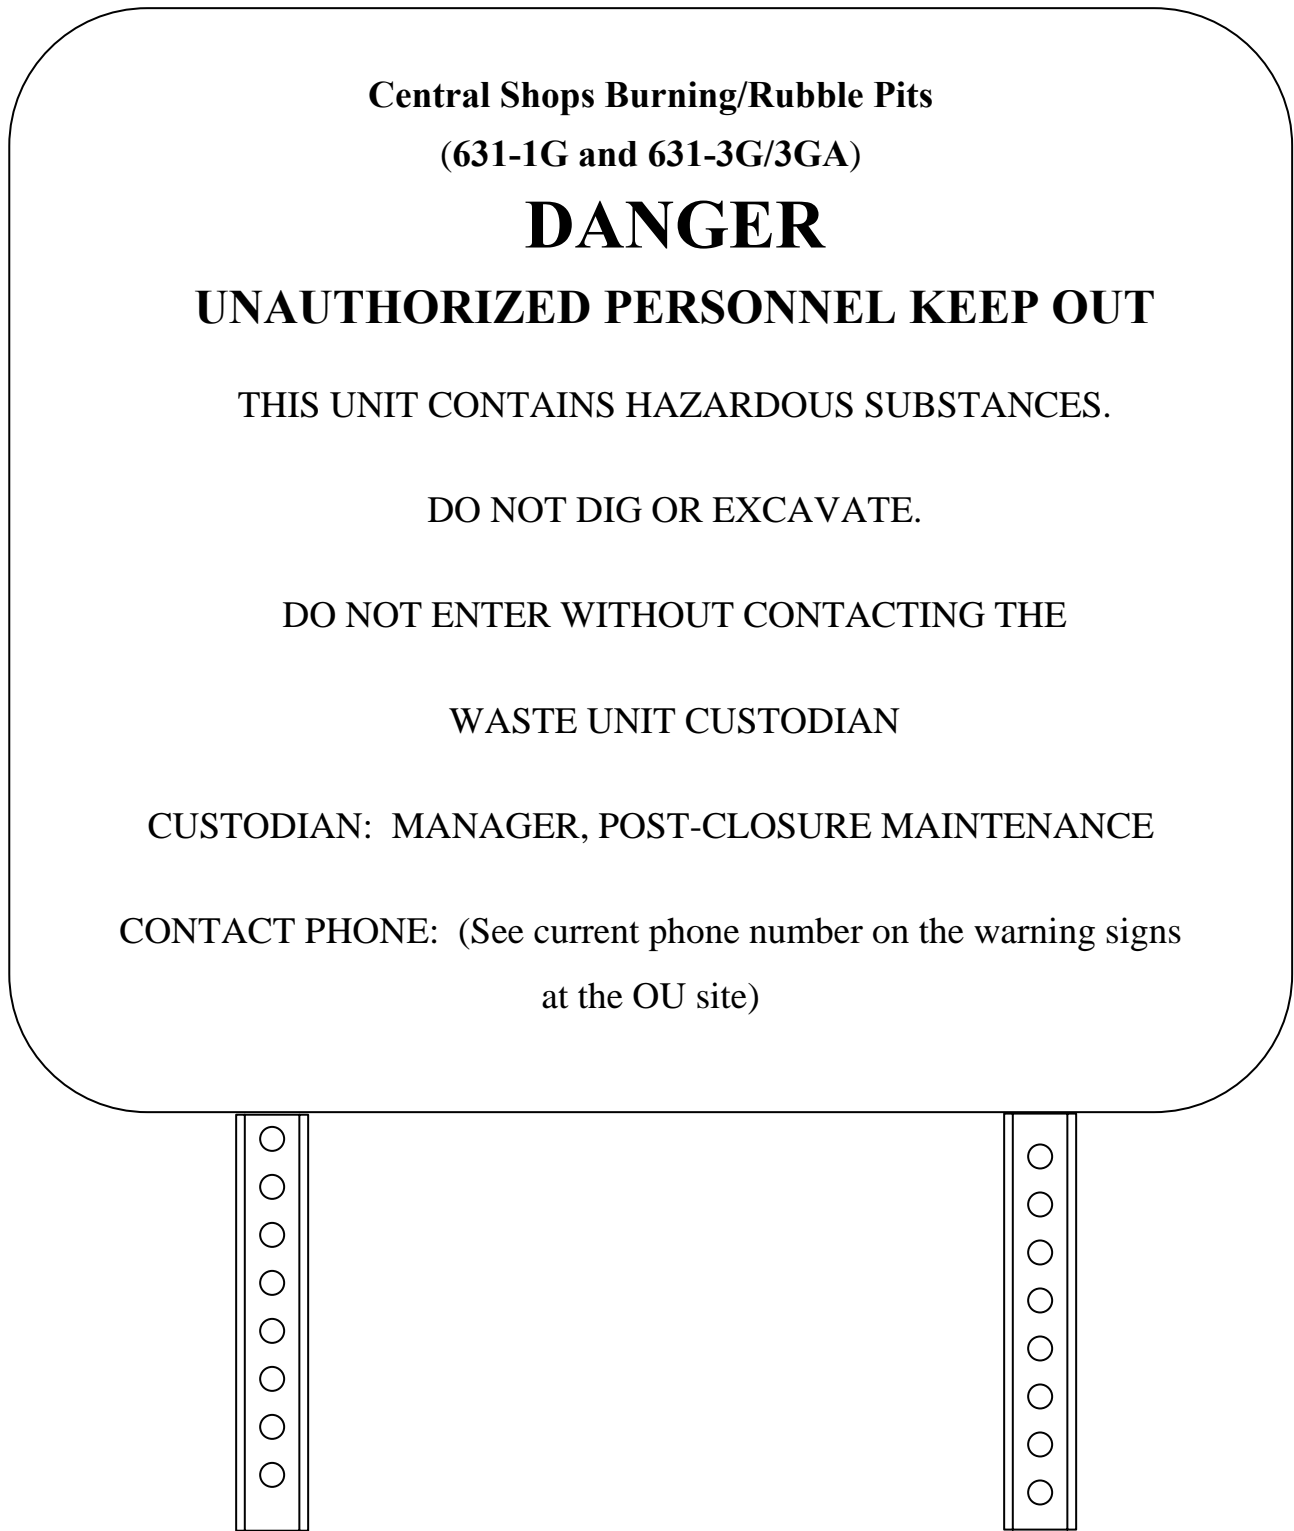 Central Shops Burning/Rubble Pits
(631-1G and 631-3G/3GA)
DANGER
UNAUTHORIZED PERSONNEL KEEP OUT
THIS UNIT CONTAINS HAZARDOUS SUBSTANCES.
DO NOT DIG OR EXCAVATE.
DO NOT ENTER WITHOUT CONTACTING THE
WASTE UNIT CUSTODIAN
CUSTODIAN:  MANAGER, POST-CLOSURE MAINTENANCE
CONTACT PHONE:  (See current phone number on the warning signs
at the OU site)